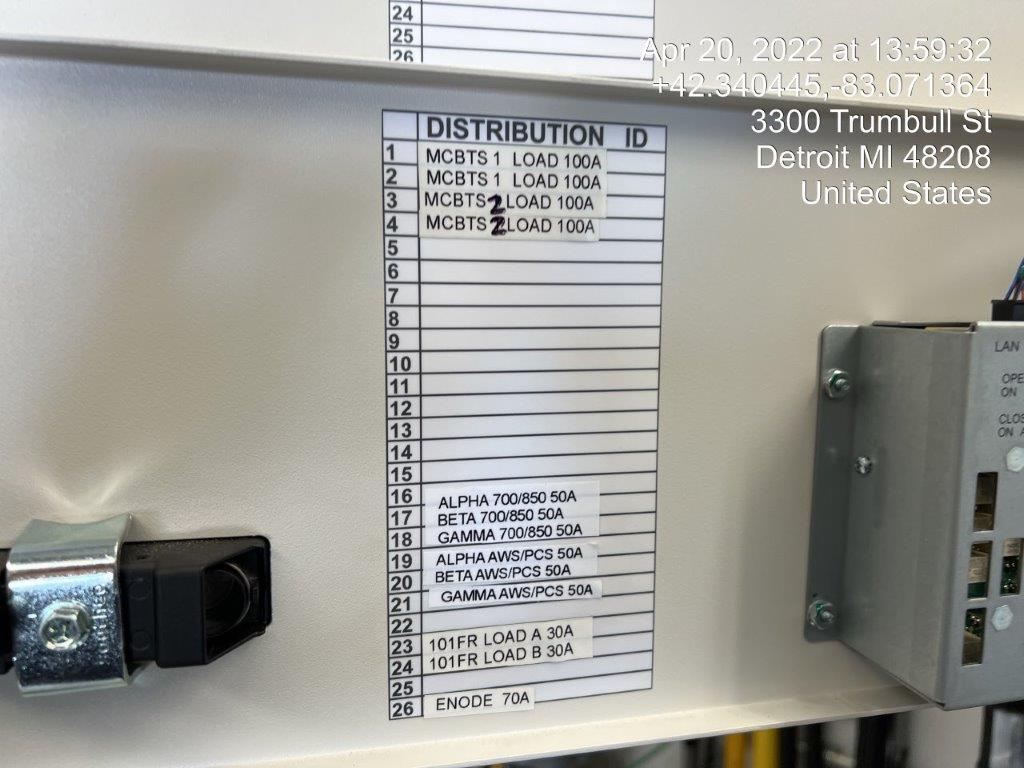 24
25
26
Apr 20, 2022 at 13:59:32
+42.340445,-83.071364
3300 Trumbull St
Detroit MI 48208
United States
DISTRIBUTION ID
1 MCBTS 1 LOAD 100A
2 MCBTS 1 LOAD 100A
3 MCBTS 2 LOAD 100A
4 MCBTS 2 LOAD 100A
5
6
7
8
9
10
11
12
13
14
15
16 ALPHA 700/850 50A
17 BETA 700/850 50A
18 GAMMA 700/850 50A
19 ALPHA AWS/PCS 50A
20 BETA AWS/PCS 50A
21 GAMMA AWS/PCS 50A
22
23 101FR LOAD A 30A
24 101FR LOAD B 30A
25
26 ENODE 70A
LAN
ON
ON